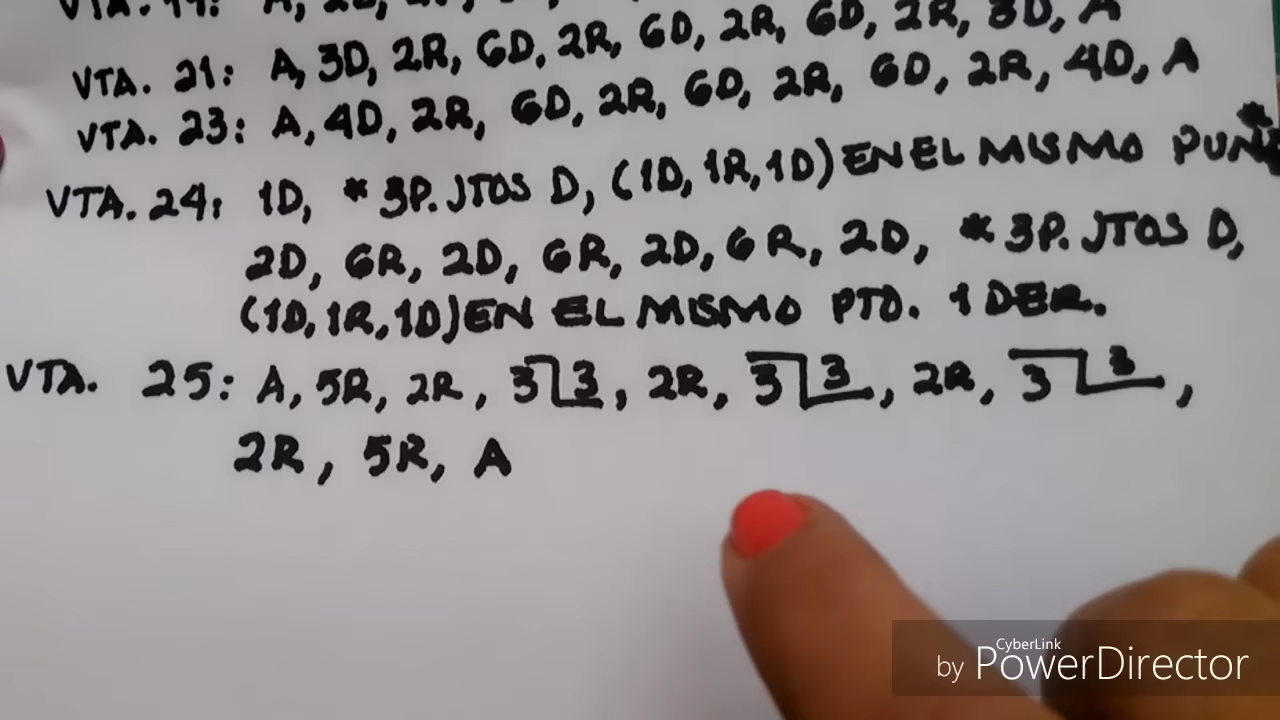 VTA. 19: A,
VTA. 21: A, 3D, 2R, 6D, 2R, 6D, 2R, 6D, 2R, 3D, A
VTA. 23: A, 4D, 2R, 6D, 2R, 6D, 2R, 6D, 2R, 4D, A
VTA. 24: 1D, * 3P. JTOS D, (1D, 1R, 1D) EN EL MISMO *
2D, 6R, 2D, 6R, 2D, 6R, 2D, * 3P. JTOS D,
(1D, 1R, 1D) EN EL MISMO PTO. 1 DER.
VTA. 25: A, 5R, 2R, 3 3, 2R, 3 3, 2R, 3 3,
2R, 5R, A
CyberLink
by PowerDirector